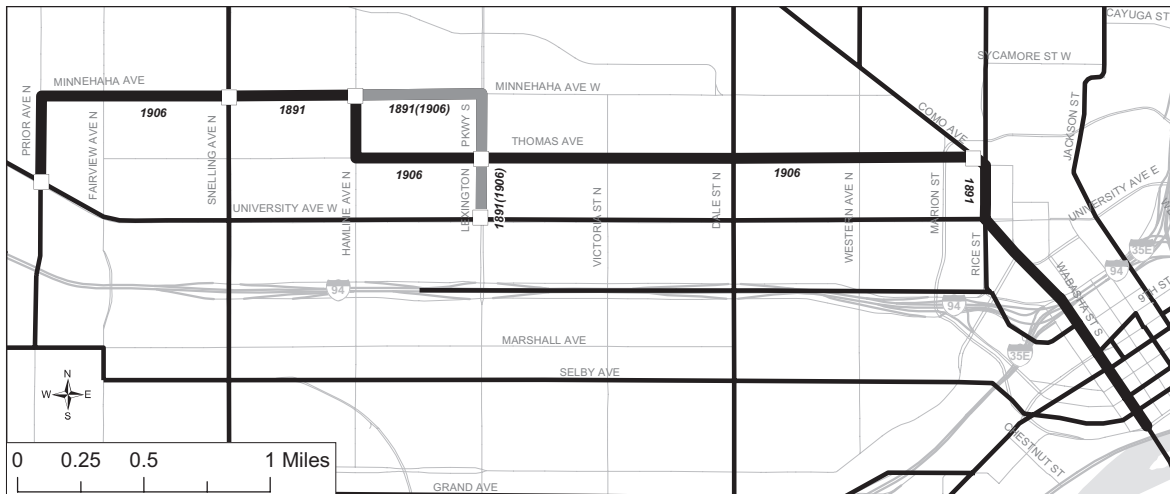 CAYUGA ST
SYCAMORE ST W
MINNEHAHA AVE
MINNEHAHA AVE W
PRIOR AVE N
FAIRVIEW AVE N
SNELLING AVE N
HAMLINE AVE N
LEXINGTON PKWY S
VICTORIA ST N
DALE ST N
WESTERN AVE N
MARION ST
RICE ST
COMO AVE
JACKSON ST
1906
1891
1891(1906)
THOMAS AVE
1906
1891(1906)
1906
1891
UNIVERSITY AVE W
UNIVERSITY AVE E
35E
94
94
94
35E
WABASHA ST S
9TH ST
MARSHALL AVE
SELBY AVE
CHESTNUT ST
GRAND AVE
N
W
E
S
0 0.25 0.5 1 Miles